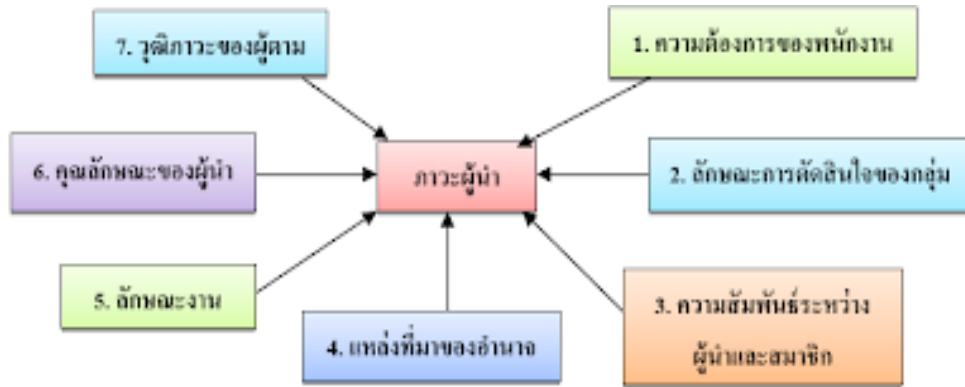 7. วุฒิภาวะของผู้ตาม
1. ความต้องการของพนักงาน
6. คุณลักษณะของผู้นำ
ภาวะผู้นำ
2. ลักษณะการตัดสินใจของกลุ่ม
5. ลักษณะงาน
4. แหล่งที่มาของอำนาจ
3. ความสัมพันธ์ระหว่าง
ผู้นำและสมาชิก